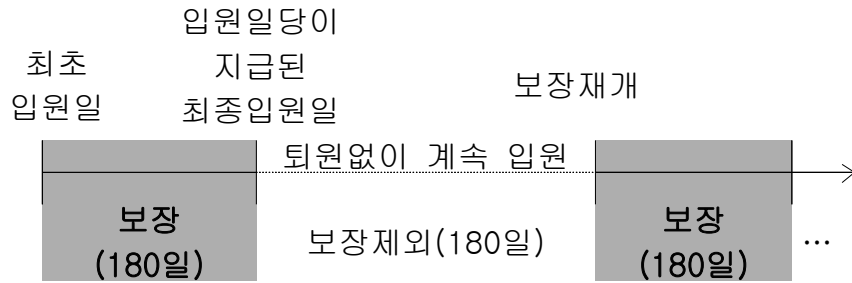 최초
입원일
입원일당이
지급된
최종입원일
보장재개
퇴원없이 계속 입원
보장
(180일)
보장제외(180일)
보장
(180일)
…